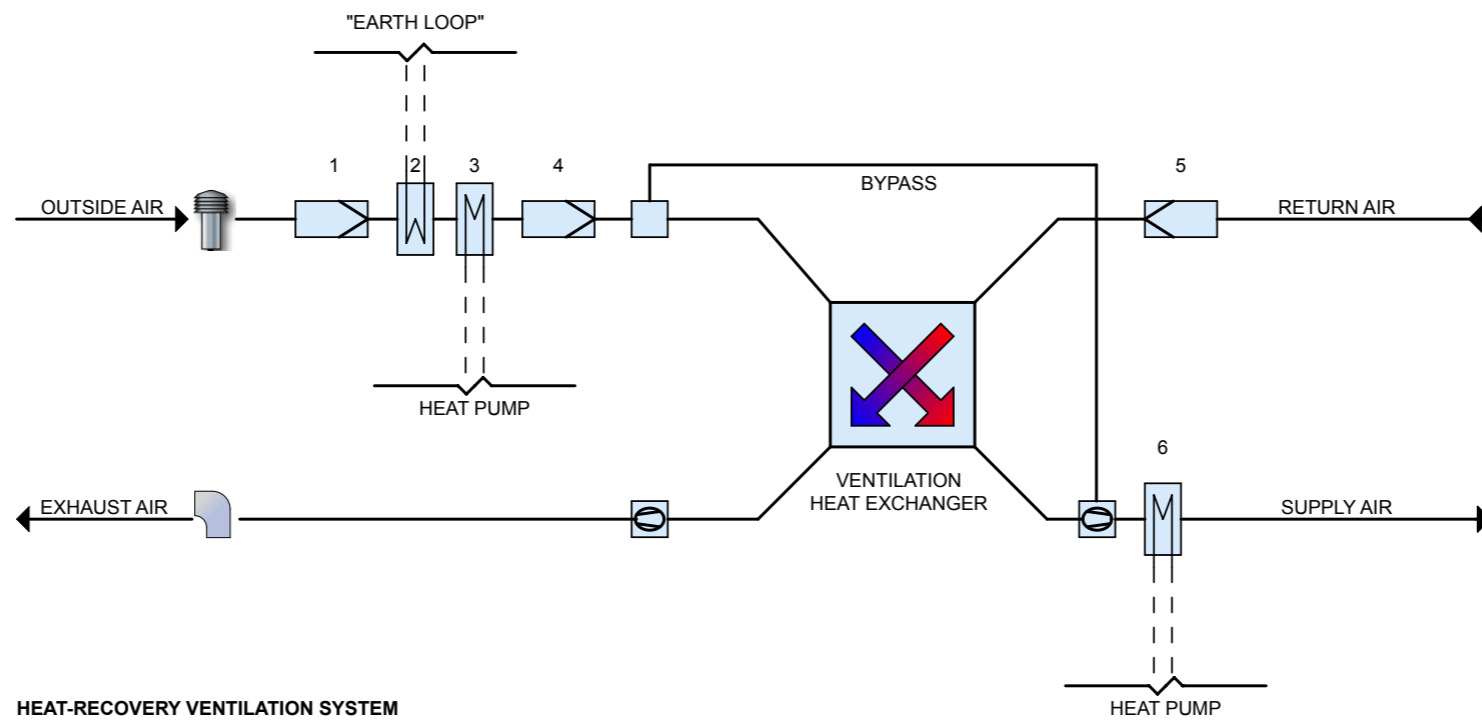 "EARTH LOOP"
1
2
3
4
5
BYPASS
OUTSIDE AIR
RETURN AIR
HEAT PUMP
6
VENTILATION
HEAT EXCHANGER
EXHAUST AIR
SUPPLY AIR
HEAT-RECOVERY VENTILATION SYSTEM
HEAT PUMP